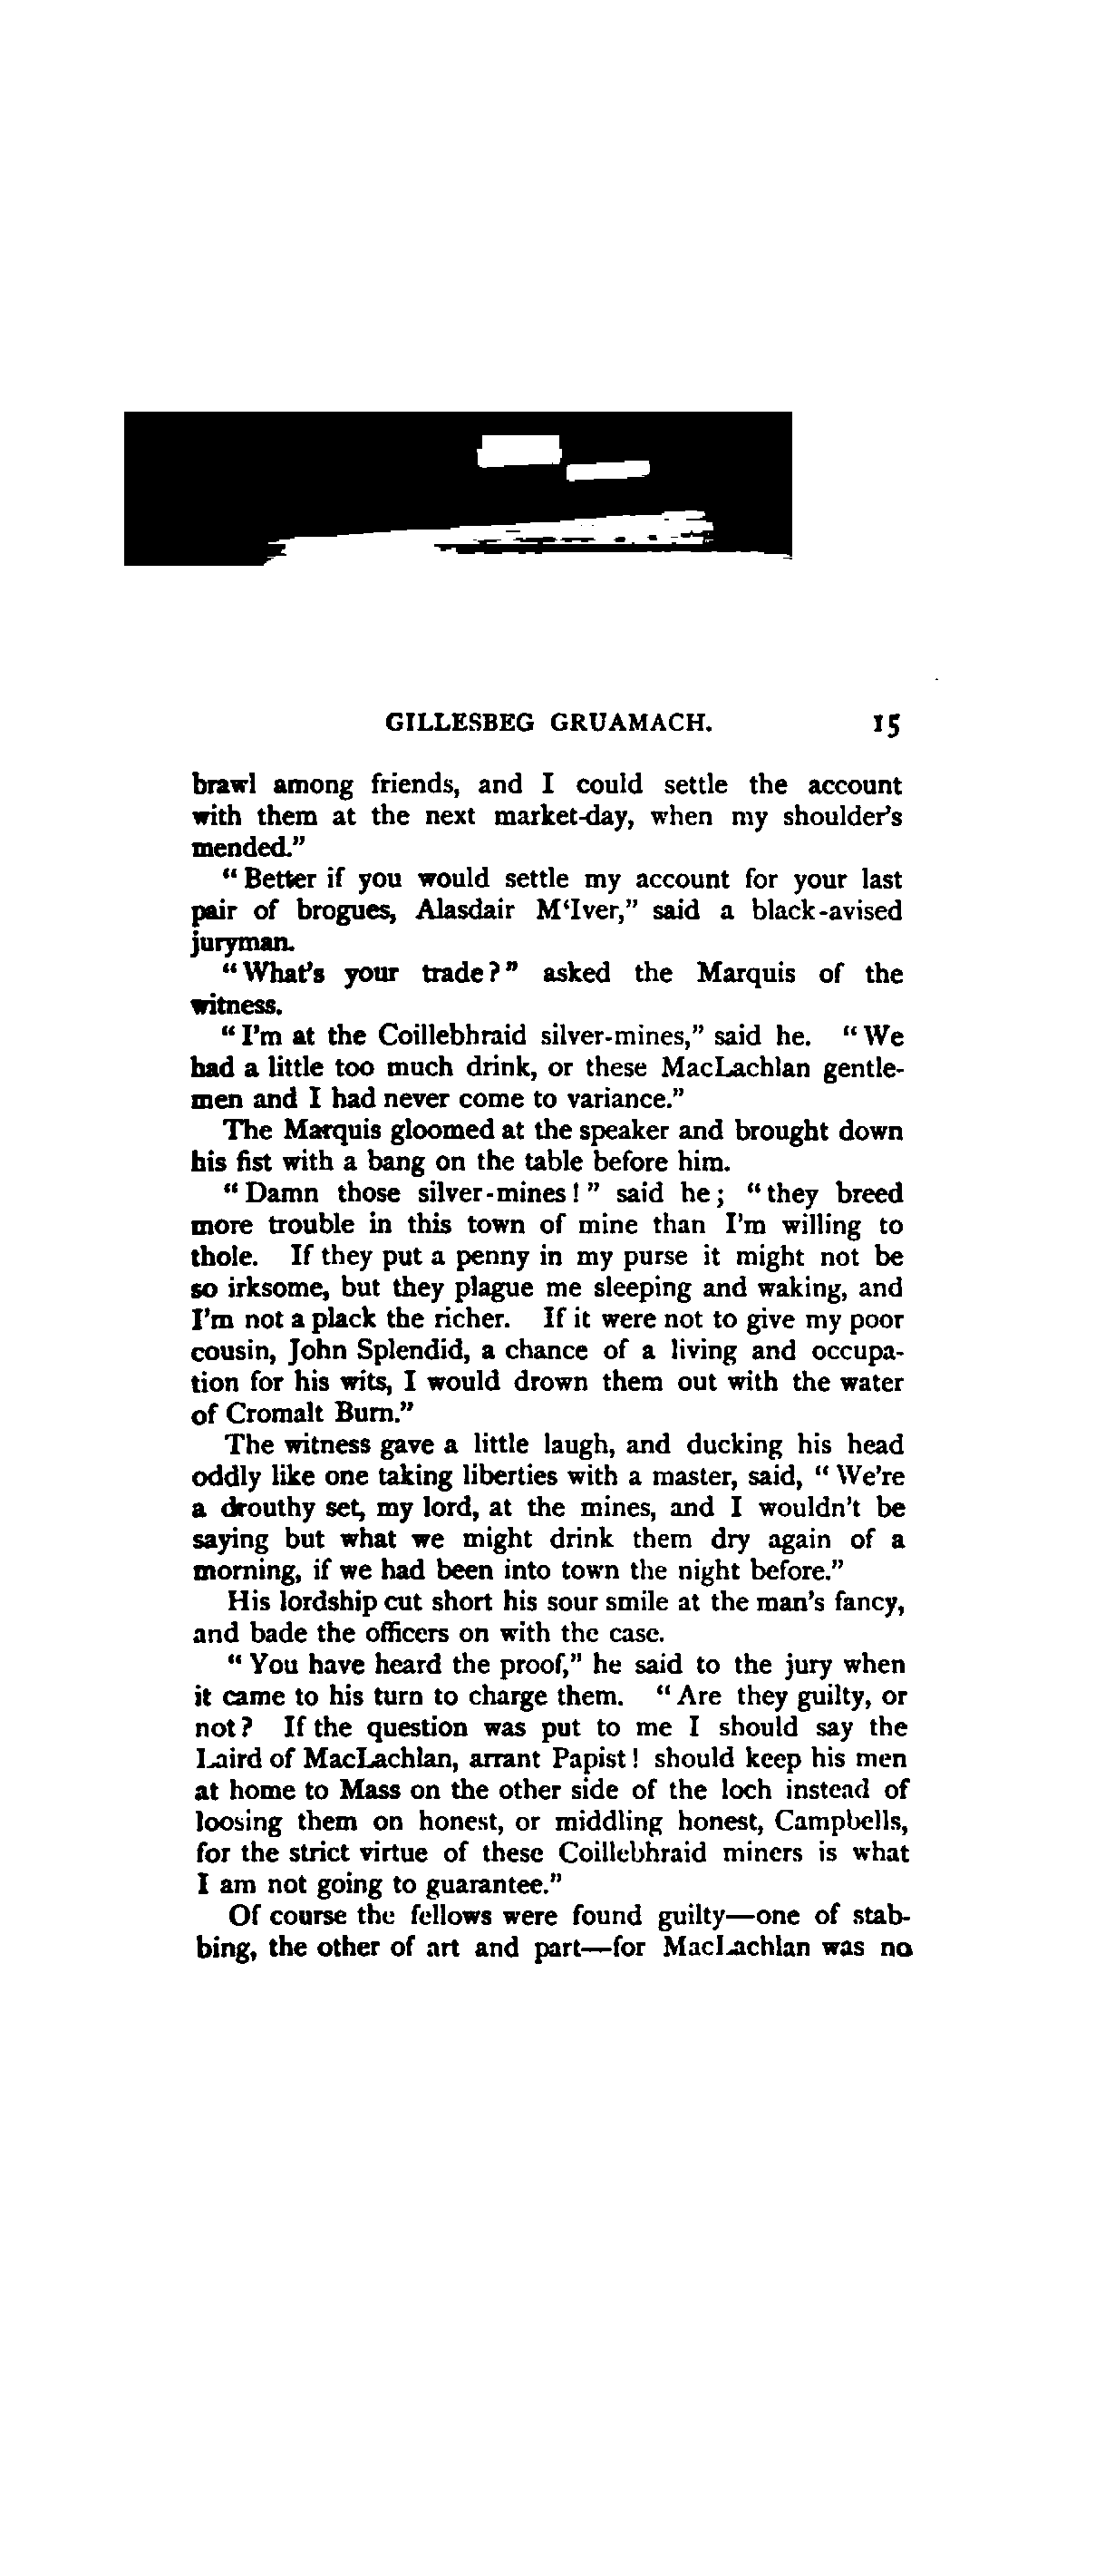 GILLESBEG GRUAMACH. 15
brawl among friends, and I could settle the account
with them at the next market-day, when my shoulder's
mended."
"Better if you would settle my account for your last
pair of brogues, Alasdair M'Iver," said a black-avised
juryman.
"What's your trade?" asked the Marquis of the
witness.
"I'm at the Coillebhraid silver-mines," said he. "We
had a little too much drink, or these MacLachlan gentle-
men and I had never come to variance."
The Marquis gloomed at the speaker and brought down
his fist with a bang on the table before him.
"Damn those silver-mines!" said he; "they breed
more trouble in this town of mine than I'm willing to
thole. If they put a penny in my purse it might not be
so irksome, but they plague me sleeping and waking, and
I'm not a plack the richer. If it were not to give my poor
cousin, John Splendid, a chance of a living and occupa-
tion for his wits, I would drown them out with the water
of Cromalt Burn."
The witness gave a little laugh, and ducking his head
oddly like one taking liberties with a master, said, "We're
a drouthy set, my lord, at the mines, and I wouldn't be
saying but what we might drink them dry again of a
morning, if we had been into town the night before."
His lordship cut short his sour smile at the man's fancy,
and bade the officers on with the case.
"You have heard the proof," he said to the jury when
it came to his turn to charge them. "Are they guilty, or
not? If the question was put to me I should say the
Laird of MacLachlan, arrant Papist! should keep his men
at home to Mass on the other side of the loch instead of
loosing them on honest, or middling honest, Campbells,
for the strict virtue of these Coillebhraid miners is what
I am not going to guarantee."
Of course the fellows were found guilty—one of stab-
bing, the other of art and part—for MacLachlan was no